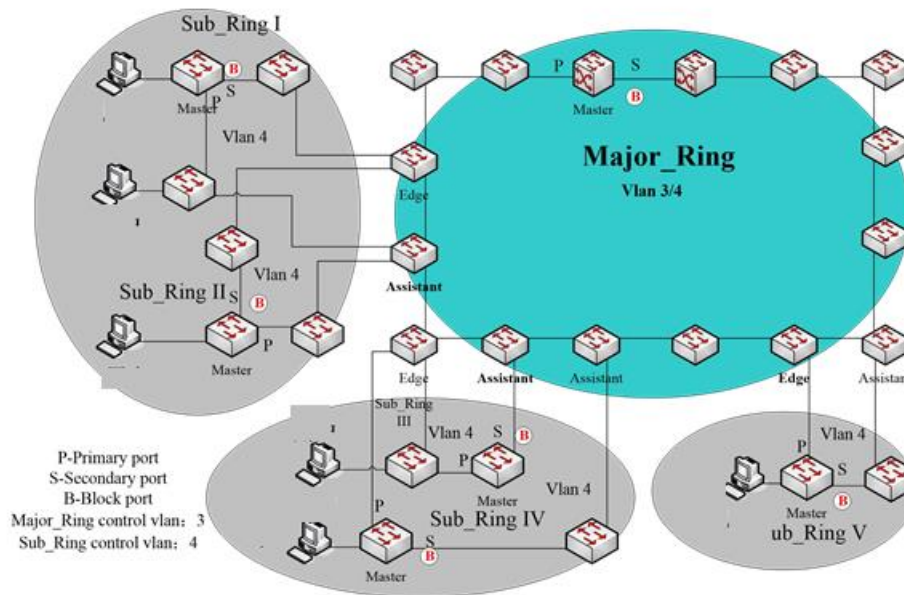 Sub_Ring I
B
S
Master
P
Vlan 4
P
S
B
Master
Major_Ring
Vlan 3/4
Edge
Vlan 4
Assistant
Sub_Ring II
S
B
P
Master
Edge
Assistant
Assistant
Edge
Assistant
Sub_Ring
III
Vlan 4
S
B
P
Master
Vlan 4
P
Sub_Ring IV
S
B
Master
P
Vlan 4
S
B
Master
ub_Ring V
P-Primary port
S-Secondary port
B-Block port
Major_Ring control vlan：3
Sub_Ring control vlan：4